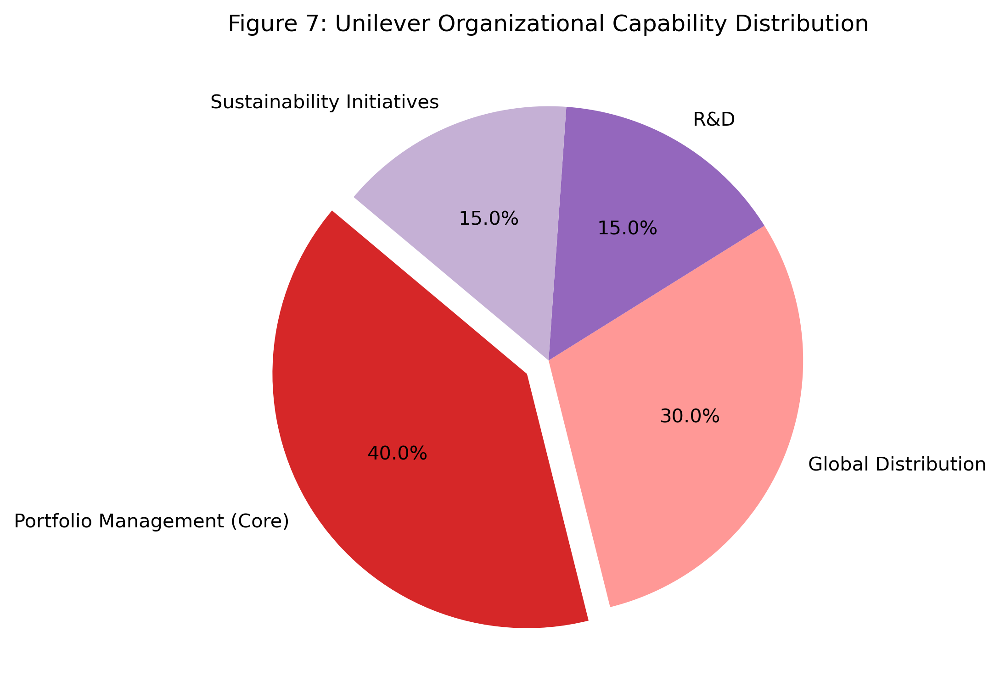 Figure 7: Unilever Organizational Capability Distribution
Sustainability Initiatives
R&D
15.0%
15.0%
30.0%
40.0%
Global Distribution
Portfolio Management (Core)